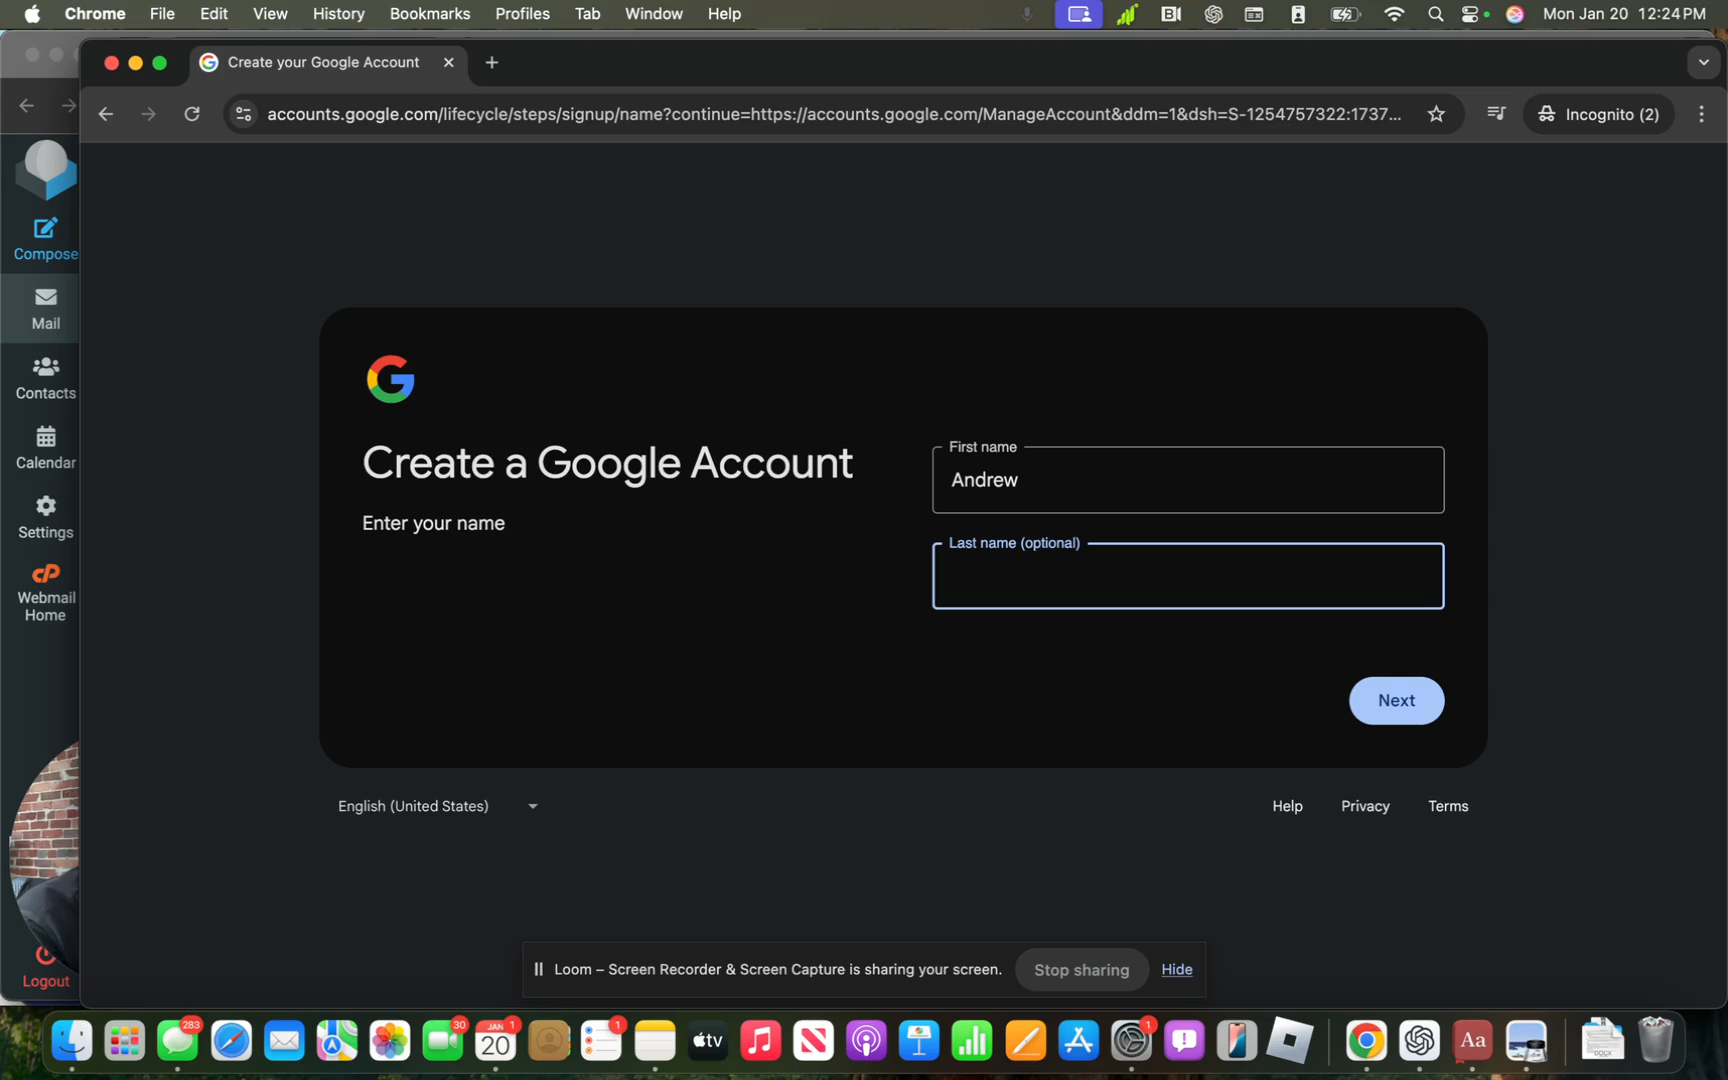 Chrome File Edit View History Bookmarks Profiles Tab Window Help Mon Jan 20 12:24 PM
Create your Google Account
accounts.google.com/lifecycle/steps/signup/name?continue=https://accounts.google.com/ManageAccount&ddm=1&dsh=S-1254757322:1737...
Incognito (2)
Compose
Mail
Contacts
Calendar
Settings
cP
Webmail
Home
Logout
Create a Google Account
Enter your name
First name
Andrew
Last name (optional)
Next
English (United States)
Help Privacy Terms
Loom – Screen Recorder & Screen Capture is sharing your screen. Stop sharing Hide
283
30
JAN 1
20
1
tv
1
Aa
DOCX